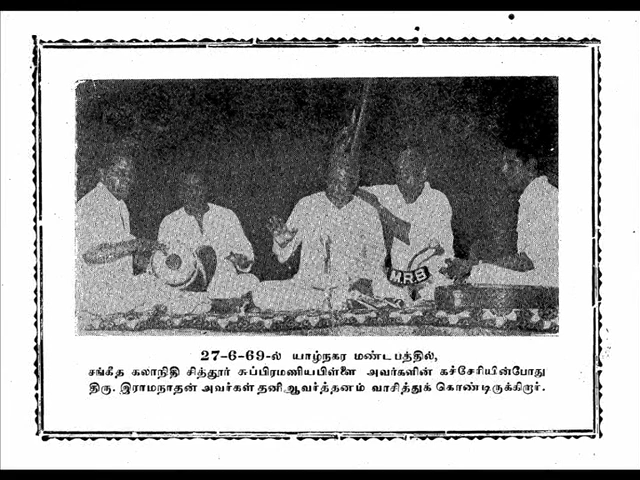 M.R.B
27-6-69-ல் யாழ்நகர மண்டபத்தில்,
சங்கீத கலாநிதி சித்தூர் சுப்பிரமணியபிள்ளை அவர்களின் கச்சேரியின்போது
திரு. இராமநாதன் அவர்கள் தனிஆவர்த்தனம் வாசித்துக் கொண்டிருக்கிறார்.